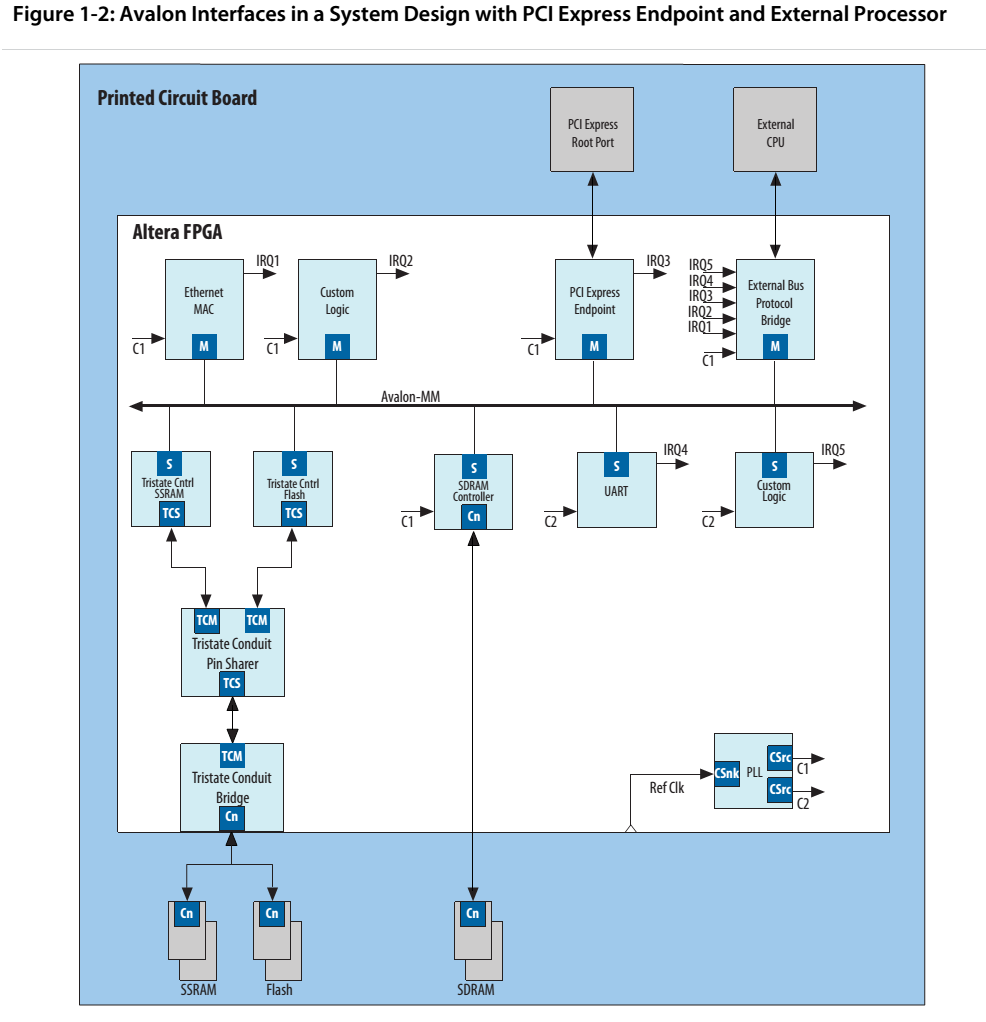 Figure 1-2: Avalon Interfaces in a System Design with PCI Express Endpoint and External Processor
Printed Circuit Board
PCI Express
Root Port
External
CPU
Altera FPGA
Ethernet
MAC
M
C1
IRQ1
Custom
Logic
M
C1
IRQ2
PCI Express
Endpoint
M
C1
IRQ3
IRQ5
IRQ4
IRQ3
IRQ2
IRQ1
C1
External Bus
Protocol
Bridge
M
Avalon-MM
S
Tristate Cntrl
SSRAM
TCS
S
Tristate Cntrl
Flash
TCS
C1
S
SDRAM
Controller
Cn
C2
S
UART
IRQ4
C2
S
Custom
Logic
IRQ5
TCM
TCM
Tristate Conduit
Pin Sharer
TCS
TCM
Tristate Conduit
Bridge
Cn
Ref Clk
CSnk
PLL
CSrc
C1
CSrc
C2
Cn
SSRAM
Cn
Flash
Cn
SDRAM